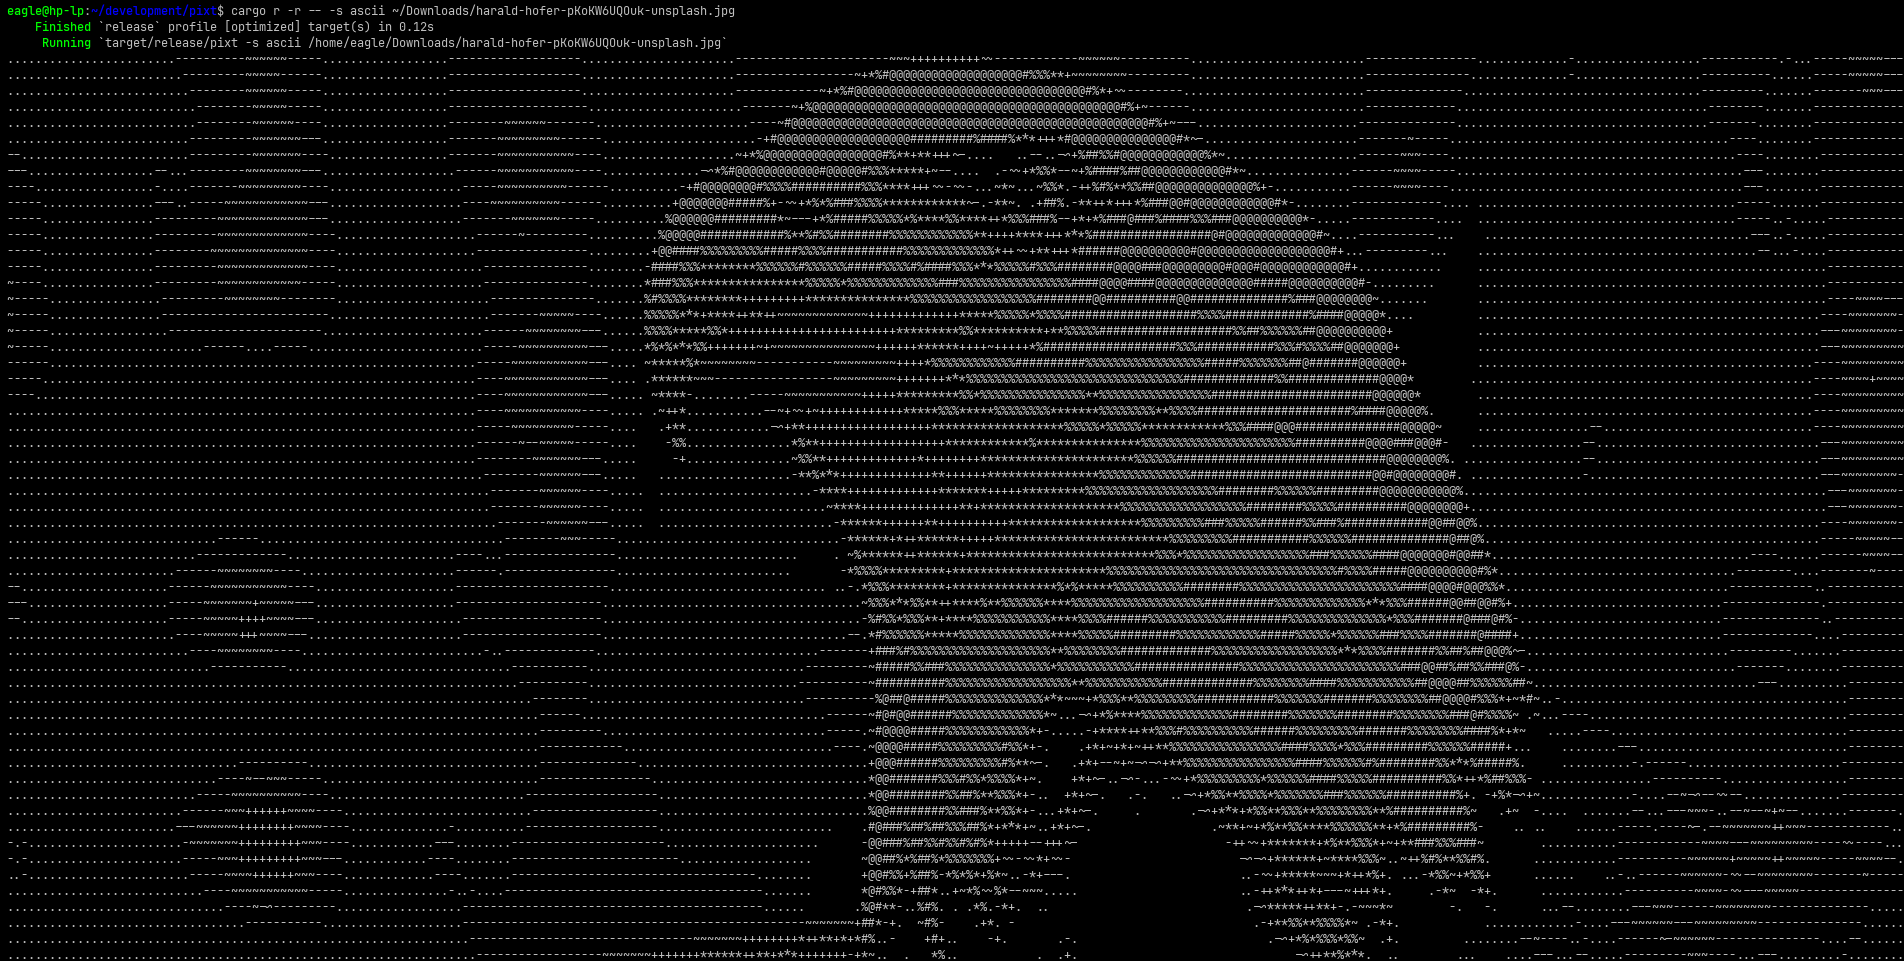 eagle@hp-lp:~/development/pixt$ cargo r -r -- -s ascii ~/Downloads/harald-hofer-pKoKW6UQOuk-unsplash.jpg
Finished `release` profile [optimized] target(s) in 0.12s
Running `target/release/pixt -s ascii /home/eagle/Downloads/harald-hofer-pKoKW6UQOuk-unsplash.jpg`